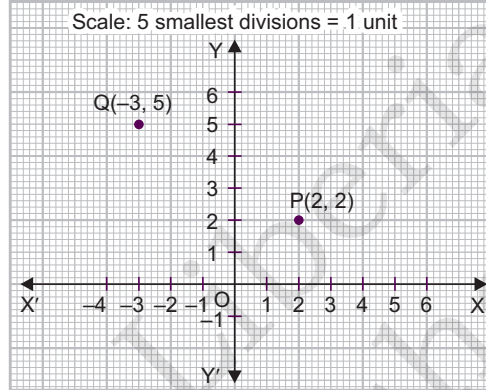 Scale: 5 smallest divisions = 1 unit
Y
6
Q(–3, 5)
5
4
3
P(2, 2)
2
1
X′ –4 –3 –2 –1 O 1 2 3 4 5 6 X
–1
Y′